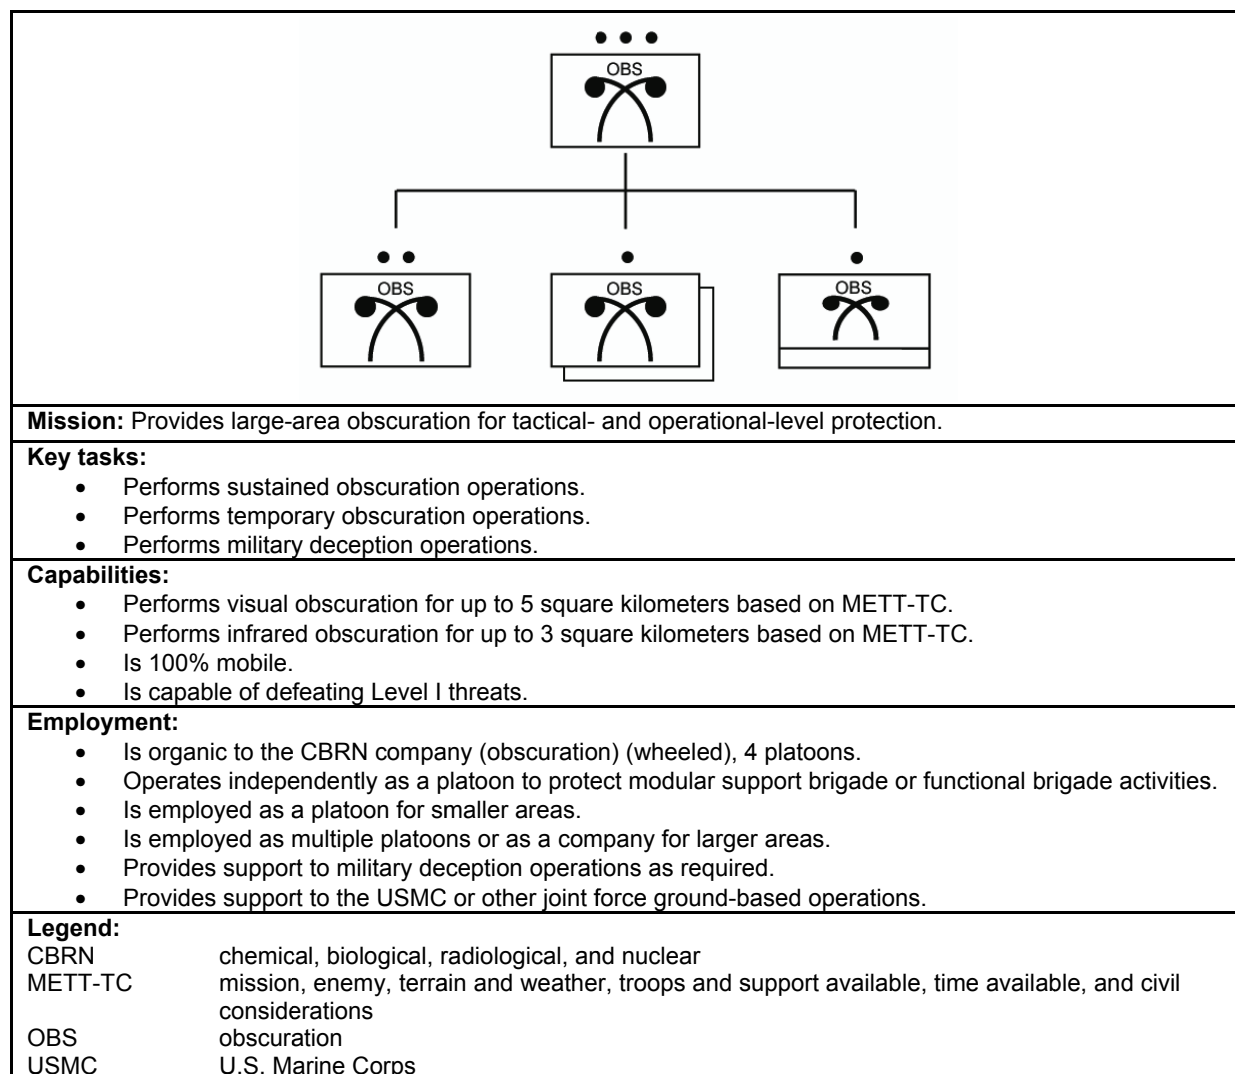 OBS
OBS
OBS
OBS
Mission: Provides large-area obscuration for tactical- and operational-level protection.
Key tasks:
• Performs sustained obscuration operations.
• Performs temporary obscuration operations.
• Performs military deception operations.
Capabilities:
• Performs visual obscuration for up to 5 square kilometers based on METT-TC.
• Performs infrared obscuration for up to 3 square kilometers based on METT-TC.
• Is 100% mobile.
• Is capable of defeating Level I threats.
Employment:
• Is organic to the CBRN company (obscuration) (wheeled), 4 platoons.
• Operates independently as a platoon to protect modular support brigade or functional brigade activities.
• Is employed as a platoon for smaller areas.
• Is employed as multiple platoons or as a company for larger areas.
• Provides support to military deception operations as required.
• Provides support to the USMC or other joint force ground-based operations.
Legend:
CBRN chemical, biological, radiological, and nuclear
METT-TC mission, enemy, terrain and weather, troops and support available, time available, and civil
considerations
OBS obscuration
USMC U.S. Marine Corps